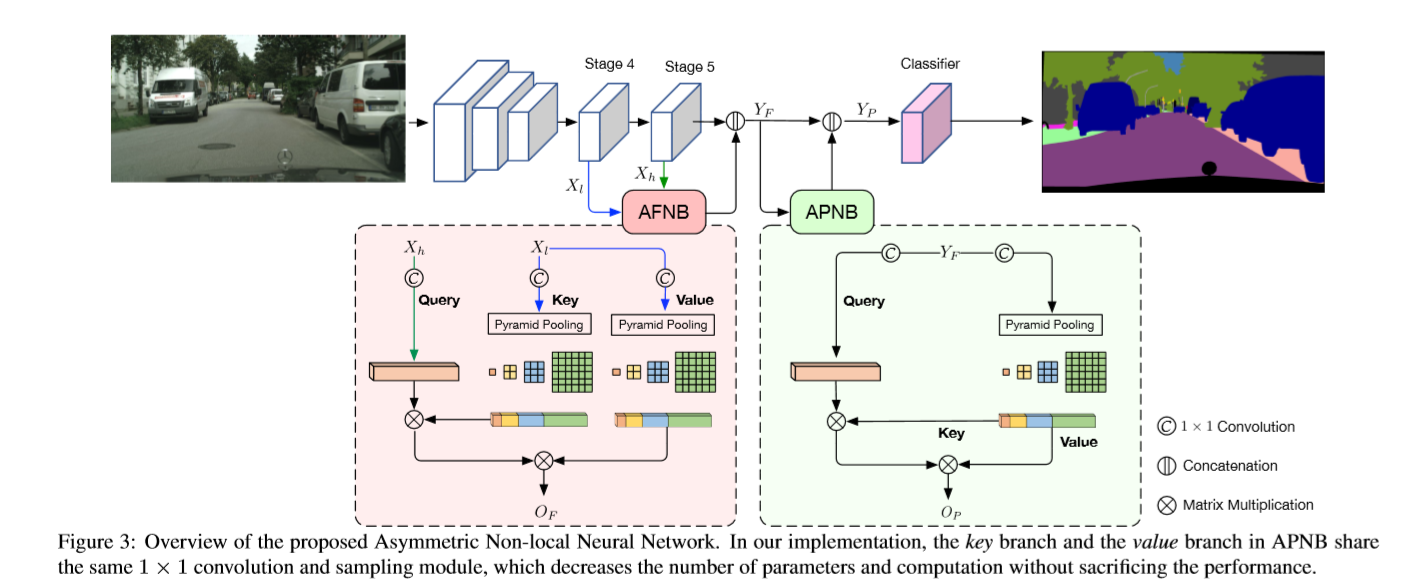 Stage 4
Stage 5
Classifier
Y_F
Y_P
X_l
X_h
AFNB
APNB
X_h
X_l
Y_F
C
C
C
C
C
Query
Key
Value
Query
Pyramid Pooling
Pyramid Pooling
Pyramid Pooling
Key
Value
O_F
O_P
C 1 × 1 Convolution
Concatenation
Matrix Multiplication
Figure 3: Overview of the proposed Asymmetric Non-local Neural Network. In our implementation, the key branch and the value branch in APNB share
the same 1 × 1 convolution and sampling module, which decreases the number of parameters and computation without sacrificing the performance.